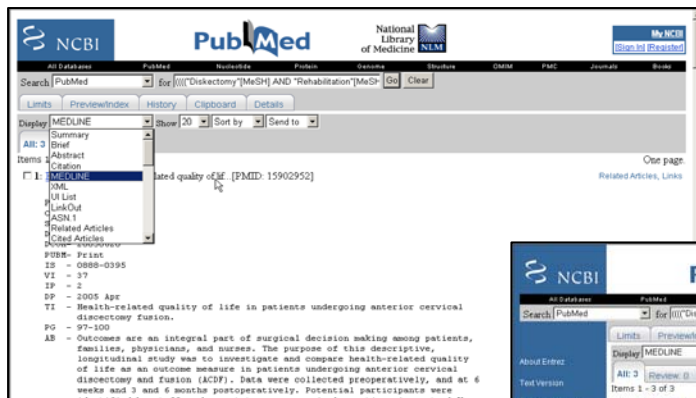 NCBI
PubMed
National
Library
of Medicine NLM
My NCBI
[Sign In] [Register]
All Databases PubMed Nucleotide Protein Genome Structure OMIM PMC Journals Books
Search PubMed for ((((("Diskectomy"[MeSH] AND "Rehabilitation"[MeSH Go Clear
Limits Preview/Index History Clipboard Details
Display MEDLINE Show 20 Sort by Send to
All: 3
Summary
Brief
Abstract
Citation
MEDLINE
XML
UI List
LinkOut
ASN.1
Related Articles
Cited Articles
Items 1
One page.
1: lated quality of lif...[PMID: 15902952]
Related Articles, Links
PUBM- Print
IS - 0888-0395
VI - 37
IP - 2
DP - 2005 Apr
TI - Health-related quality of life in patients undergoing anterior cervical
discectomy fusion.
PG - 97-100
AB - Outcomes are an integral part of surgical decision making among patients,
families, physicians, and nurses. The purpose of this descriptive,
longitudinal study was to investigate and compare health-related quality
of life as an outcome measure in patients undergoing anterior cervical
discectomy and fusion (ACDF). Data were collected preoperatively, and at 6
weeks and 3 and 6 months postoperatively. Potential participants were
NCBI
All Databases PubMed
Search PubMed for
Limits
Display MEDLINE
About Entrez
All: 3 Review: 0
Text Version
Items 1 - 3 of 3